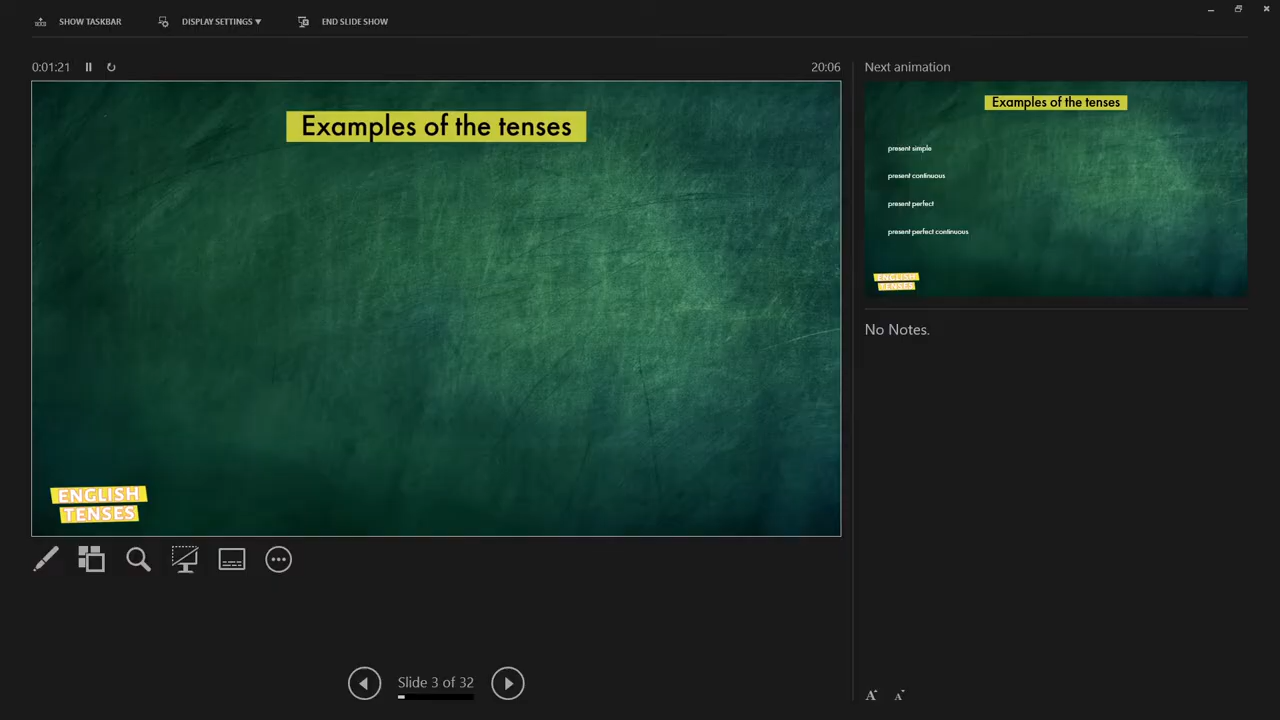 SHOW TASKBAR DISPLAY SETTINGS ▼ END SLIDE SHOW
0:01:21 20:06
Examples of the tenses
ENGLISH
TENSES
Slide 3 of 32
Next animation
Examples of the tenses
present simple
present continuous
present perfect
present perfect continuous
ENGLISH
TENSES
No Notes.
A A